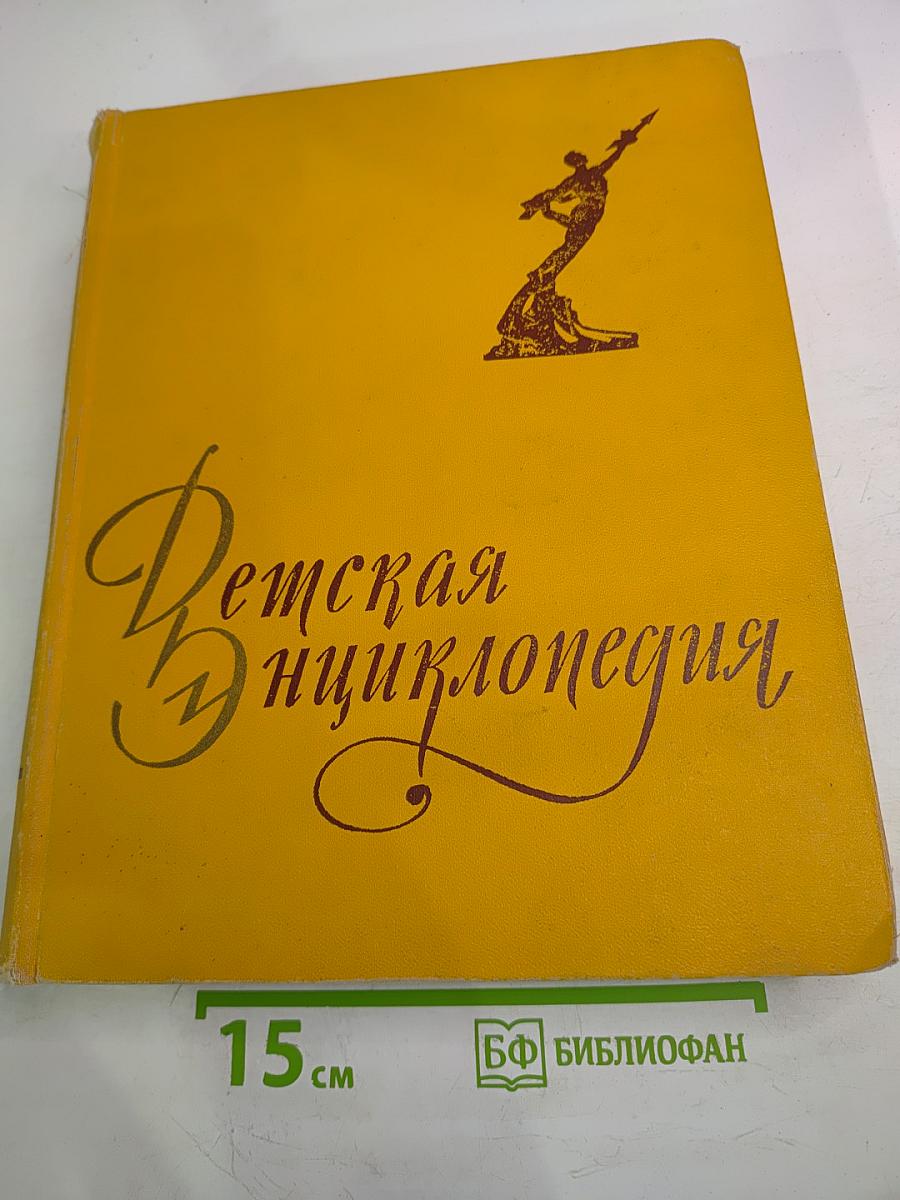 Детская
Энциклопедия
15 см
БФ БИБЛИОФАН